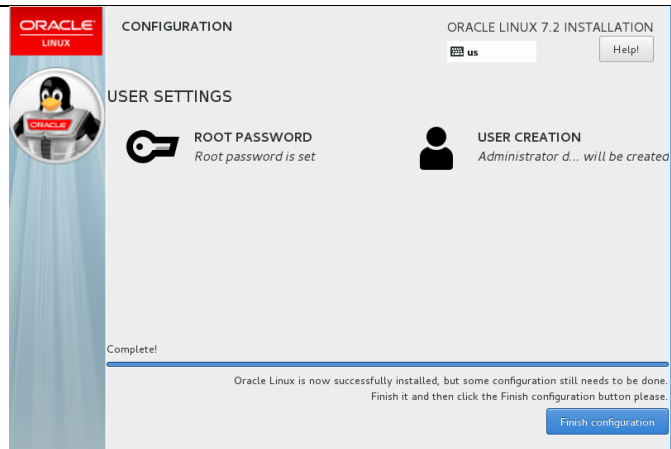 ORACLE
LINUX
CONFIGURATION
ORACLE LINUX 7.2 INSTALLATION
us
Help!
ORACLE
USER SETTINGS
ROOT PASSWORD
Root password is set
USER CREATION
Administrator d... will be created
Complete!
Oracle Linux is now successfully installed, but some configuration still needs to be done.
Finish it and then click the Finish configuration button please.
Finish configuration